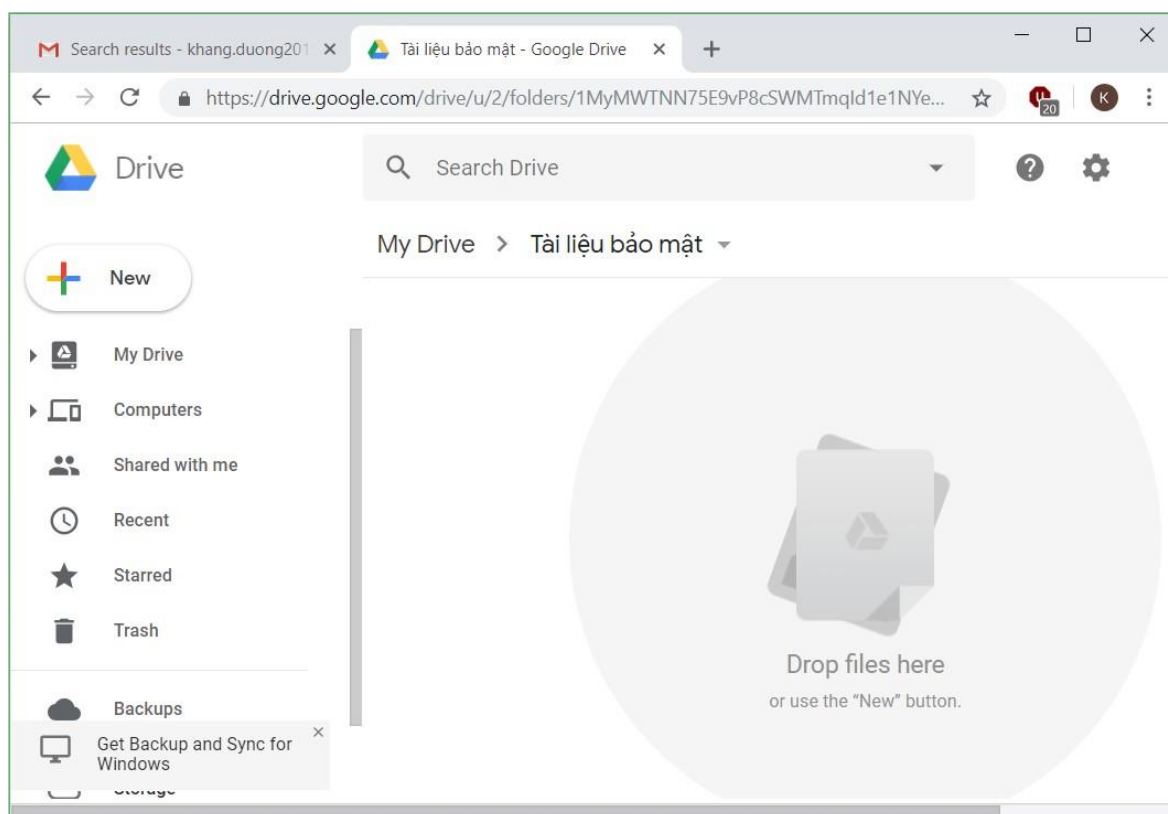 Search results - khang.duong201
Tài liệu bảo mật - Google Drive
https://drive.google.com/drive/u/2/folders/1MyMWTNN75E9vP8cSWMTmqId1e1NYe...
20
K
Drive
Search Drive
My Drive > Tài liệu bảo mật
New
My Drive
Computers
Shared with me
Recent
Starred
Trash
Backups
Get Backup and Sync for
Windows
Storage
Drop files here
or use the “New” button.